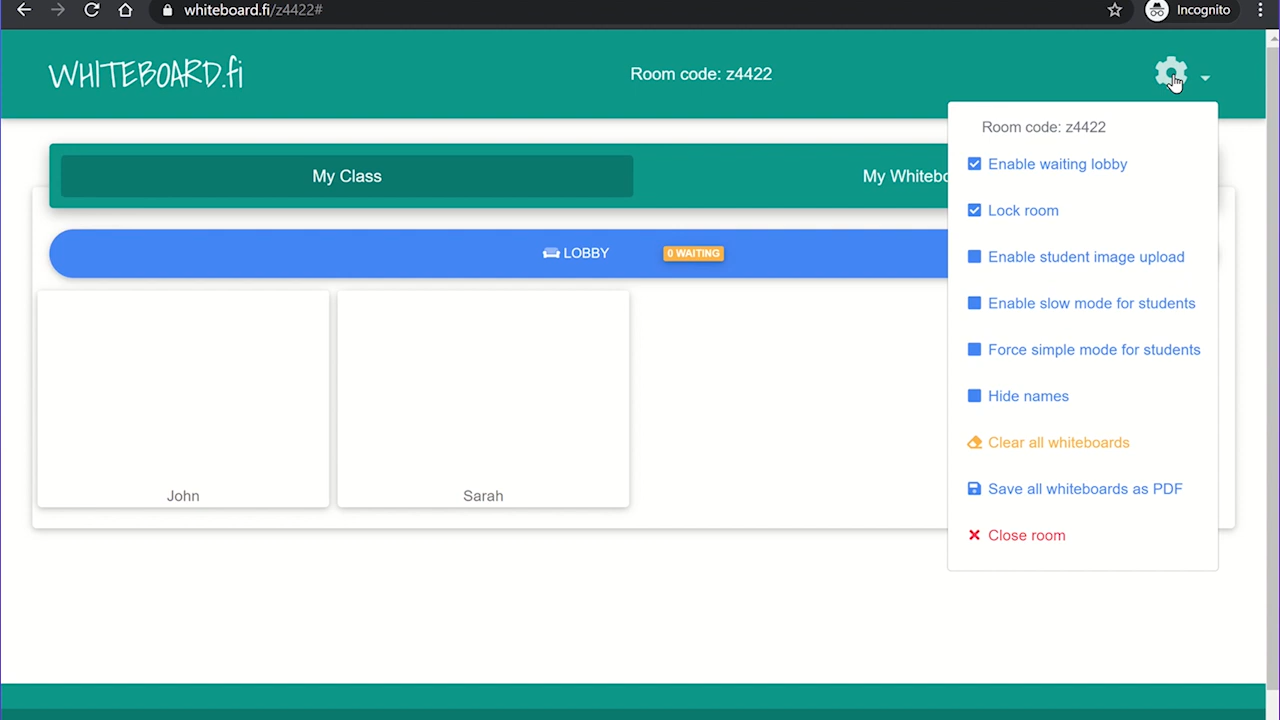 whiteboard.fi/z4422#
Incognito
WHITEBOARD.fi
Room code: z4422
Room code: z4422
My Class
My Whitebo
Enable waiting lobby
Lock room
LOBBY
0 WAITING
Enable student image upload
Enable slow mode for students
Force simple mode for students
Hide names
Clear all whiteboards
Save all whiteboards as PDF
John
Sarah
Close room